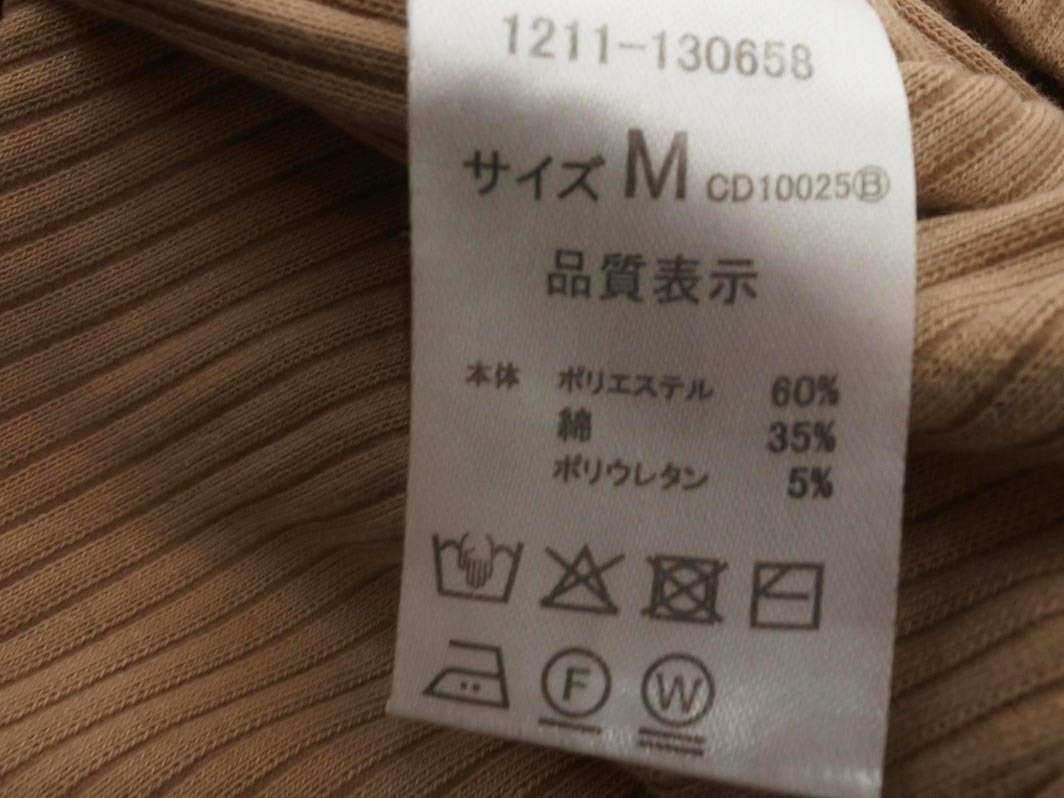 1211-130658
サイズ M CD10025Ⓑ
品質表示
本体 ポリエステル 60%
綿 35%
ポリウレタン 5%
F W